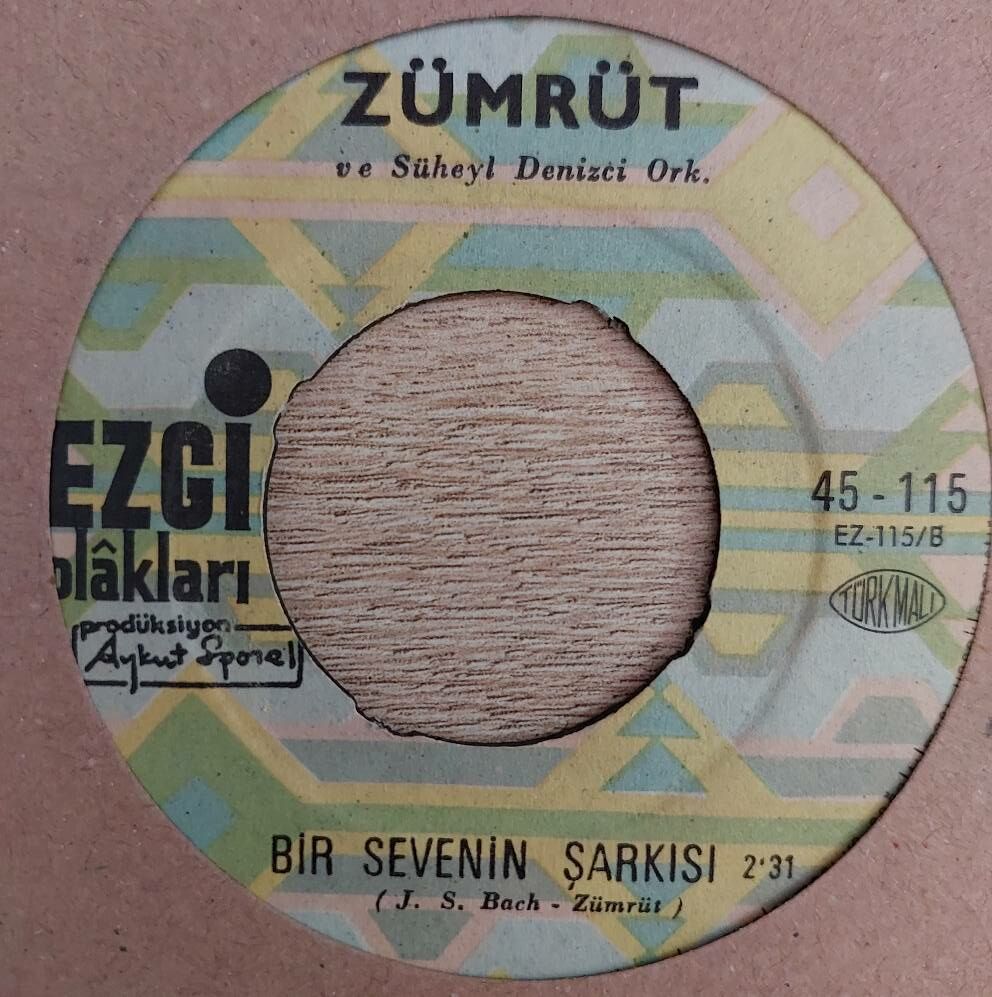 ZÜMRÜT
ve Süheyl Denizci Ork.
EZGİ
plâkları
prodüksiyon
Aykut Sporel
45 - 115
EZ-115/B
TÜRK MALI
BİR SEVENİN ŞARKISI 2'31
( J. S. Bach - Zümrüt )